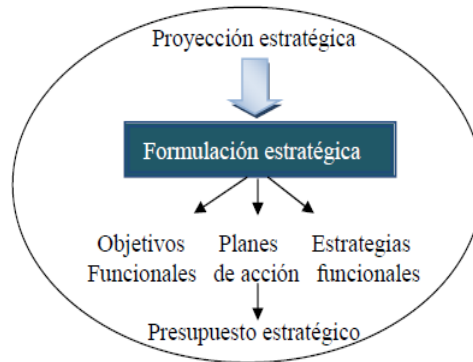 Proyección estratégica
Formulación estratégica
Objetivos Planes Estrategias
Funcionales de acción funcionales
Presupuesto estratégico